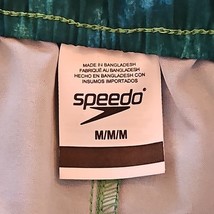 MADE IN BANGLADESH
FABRIQUÉ AU BANGLADESH
HECHO EN BANGLADESH CON
INSUMOS IMPORTADOS
speedo
M/M/M